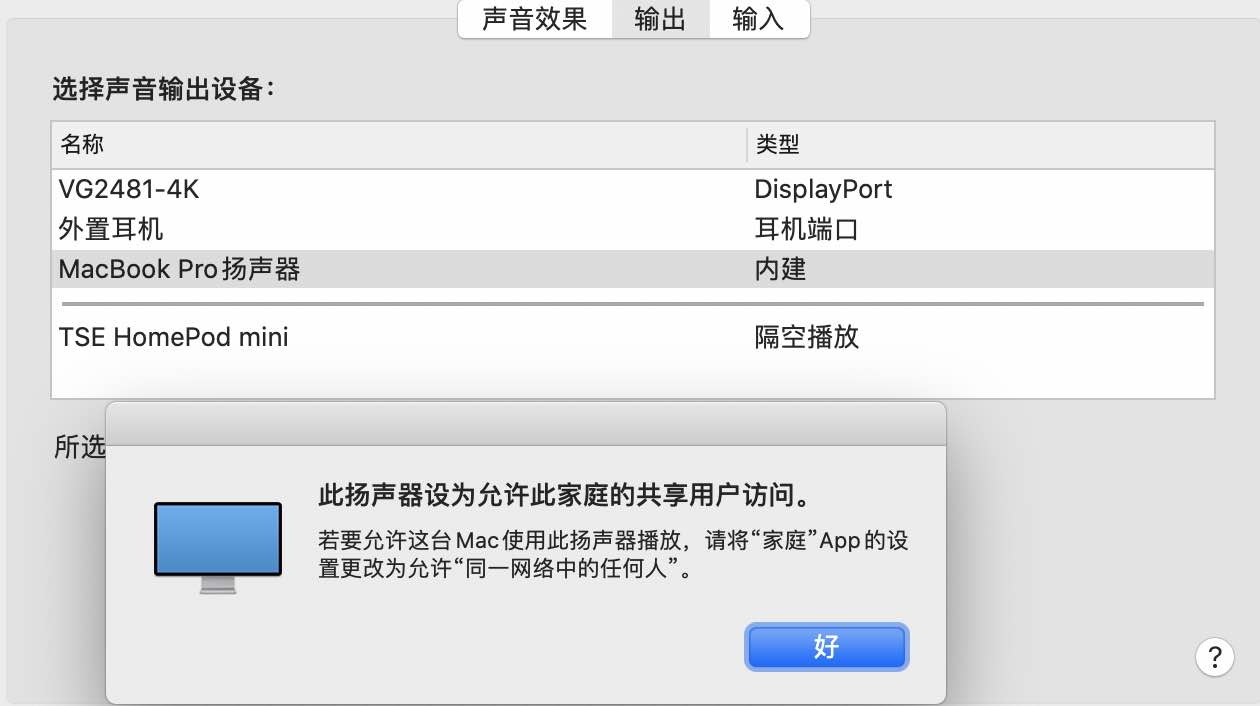 声音效果 输出 输入
选择声音输出设备：
名称 类型
VG2481-4K DisplayPort
外置耳机 耳机端口
MacBook Pro扬声器 内建
TSE HomePod mini 隔空播放
所选
此扬声器设为允许此家庭的共享用户访问。
若要允许这台Mac使用此扬声器播放，请将“家庭”App的设
置更改为允许“同一网络中的任何人”。
好
?